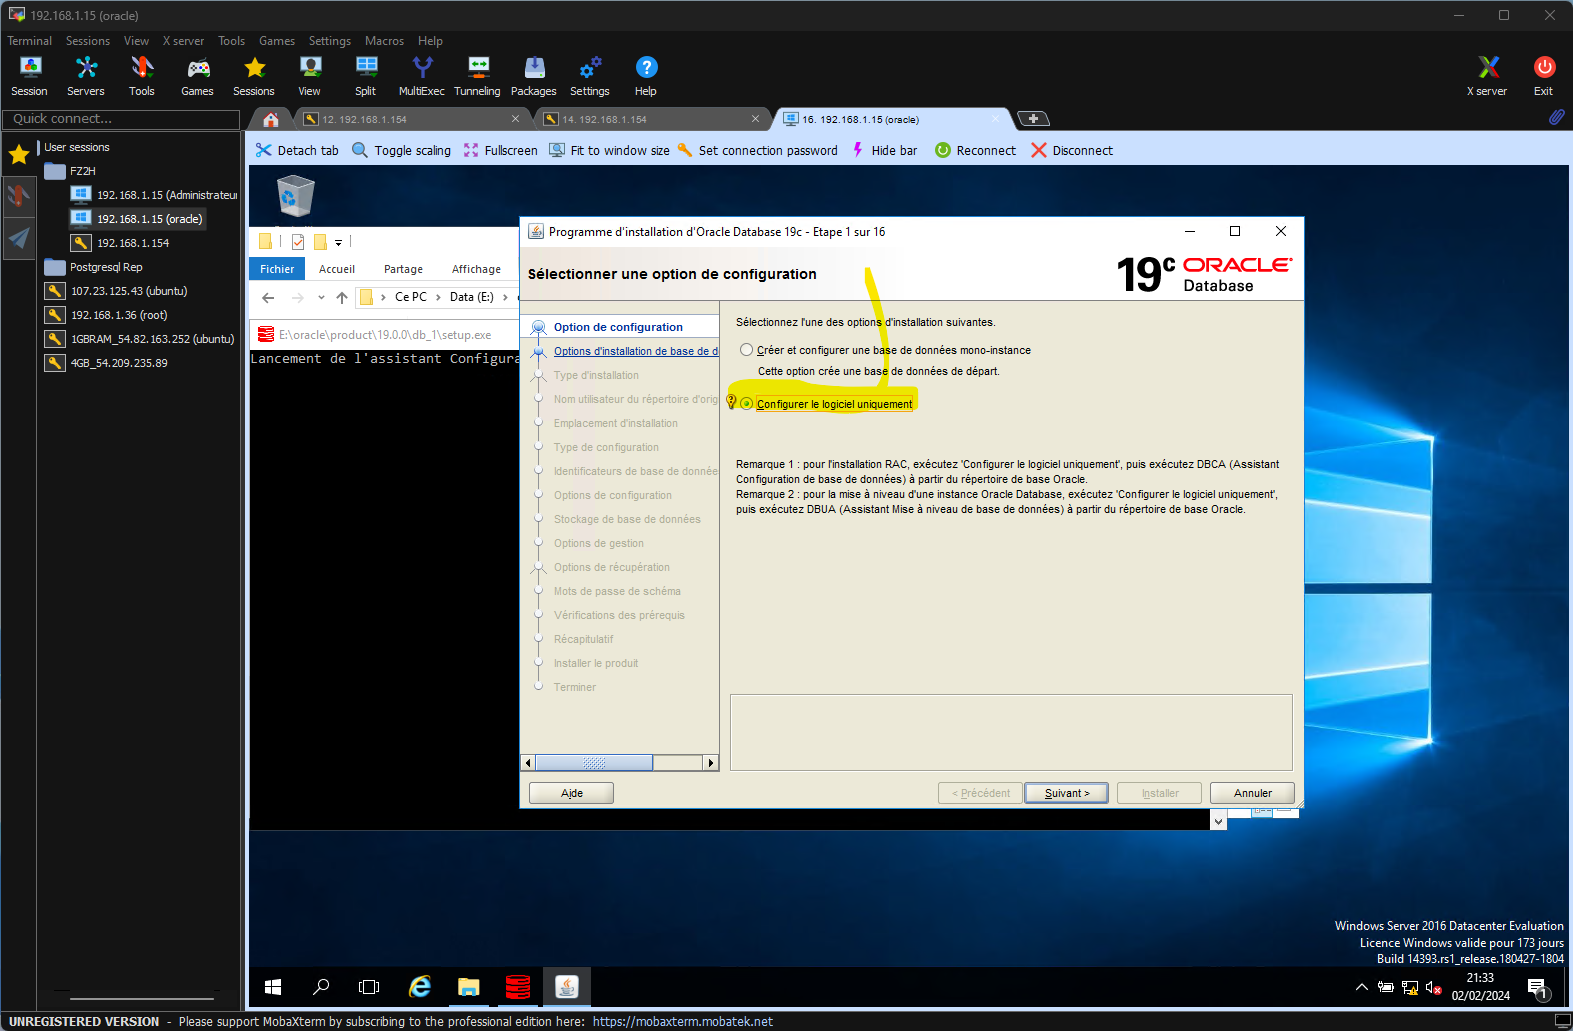 192.168.1.15 (oracle)
Terminal Sessions View X server Tools Games Settings Macros Help
Session Servers Tools Games Sessions View Split MultiExec Tunneling Packages Settings Help X server Exit
Quick connect...
12. 192.168.1.154
14. 192.168.1.154
16. 192.168.1.15 (oracle)
Detach tab Toggle scaling Fullscreen Fit to window size Set connection password Hide bar Reconnect Disconnect
User sessions
FZ2H
192.168.1.15 (Administrateur
192.168.1.15 (oracle)
192.168.1.154
Postgresql Rep
107.23.125.43 (ubuntu)
192.168.1.36 (root)
1GBRAM_54.82.163.252 (ubuntu)
4GB_54.209.235.89
Fichier Accueil Partage Affichage
Ce PC > Data (E:) >
E:\oracle\product\19.0.0\db_1\setup.exe
Lancement de l'assistant Configura
Programme d'installation d'Oracle Database 19c - Etape 1 sur 16
Sélectionner une option de configuration
19c ORACLE
Database
Option de configuration
Options d'installation de base de d
Type d'installation
Nom utilisateur du répertoire d'orig
Emplacement d'installation
Type de configuration
Identificateurs de base de donnée
Options de configuration
Stockage de base de données
Options de gestion
Options de récupération
Mots de passe de schéma
Vérifications des prérequis
Récapitulatif
Installer le produit
Terminer
Sélectionnez l'une des options d'installation suivantes.
Créer et configurer une base de données mono-instance
Cette option crée une base de données de départ.
Configurer le logiciel uniquement
Remarque 1 : pour l'installation RAC, exécutez 'Configurer le logiciel uniquement', puis exécutez DBCA (Assistant
Configuration de base de données) à partir du répertoire de base Oracle.
Remarque 2 : pour la mise à niveau d'une instance Oracle Database, exécutez 'Configurer le logiciel uniquement',
puis exécutez DBUA (Assistant Mise à niveau de base de données) à partir du répertoire de base Oracle.
Aide < Précédent Suivant > Installer Annuler
Windows Server 2016 Datacenter Evaluation
Licence Windows valide pour 173 jours
Build 14393.rs1_release.180427-1804
21:33
02/02/2024
1
UNREGISTERED VERSION - Please support MobaXterm by subscribing to the professional edition here: https://mobaxterm.mobatek.net